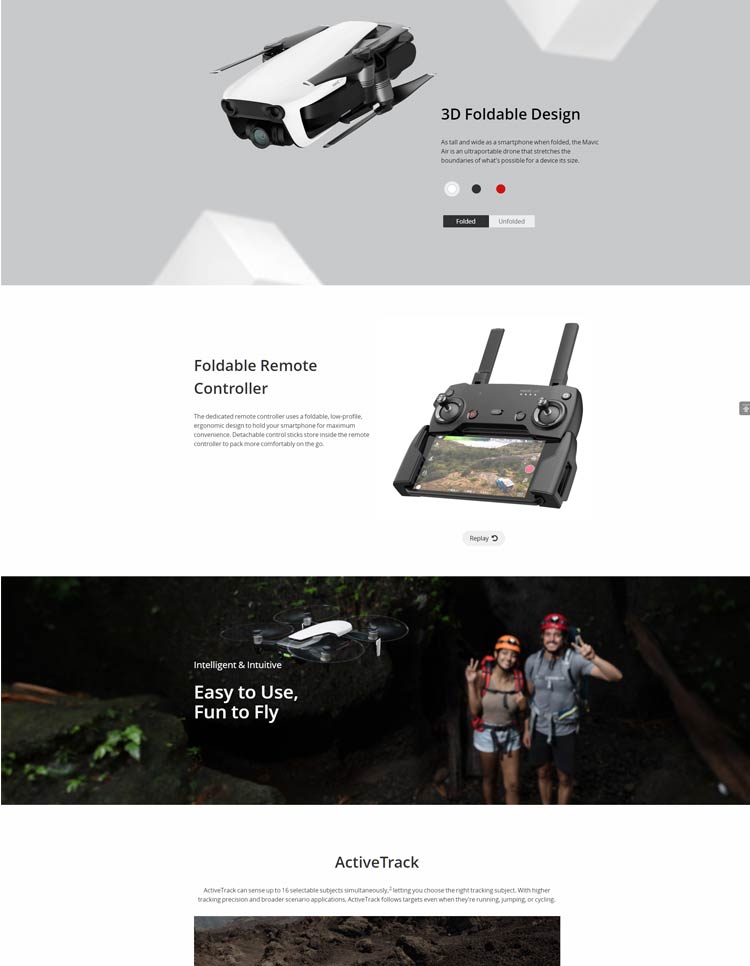 3D Foldable Design
As tall and wide as a smartphone when folded, the Mavic
Air is an ultraportable drone that stretches the
boundaries of what's possible for a device its size.
Folded
Unfolded
Foldable Remote
Controller
The dedicated remote controller uses a foldable, low-profile,
ergonomic design to hold your smartphone for maximum
convenience. Detachable control sticks store inside the remote
controller to pack more comfortably on the go.
Replay
Intelligent & Intuitive
Easy to Use,
Fun to Fly
ActiveTrack
ActiveTrack can sense up to 16 selectable subjects simultaneously,2 letting you choose the right tracking subject. With higher
tracking precision and broader scenario applications, ActiveTrack follows targets even when they're running, jumping, or cycling.